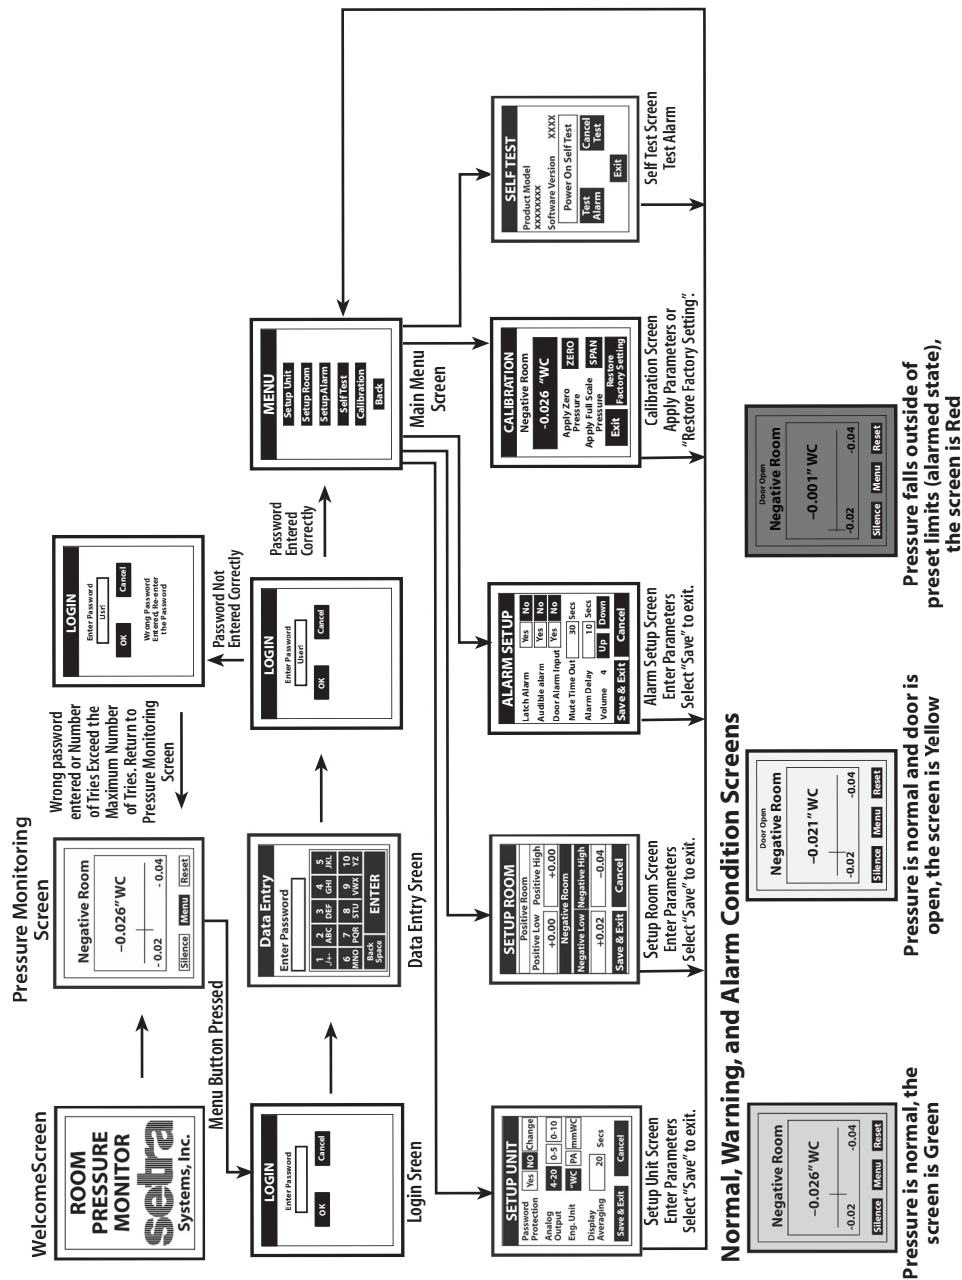 WelcomeScreen
ROOM
PRESSURE
MONITOR
setra
Systems, Inc.
Pressure Monitoring
Screen
Negative Room
–0.026”WC
- 0.02
- 0.04
Silence
Menu
Reset
Wrong password
entered or Number
of Tries Exceed the
Maximum Number
of Tries. Return to
Pressure Monitoring
Screen
LOGIN
Enter Password
Usr!
OK
Cancel
Wrong Password
Entered, Re-enter
the Password
Menu Button Pressed
Password Not
Entered Correctly
LOGIN
Enter Password
OK
Cancel
Login Sreen
Data Entry
Enter Password
1 2 3 4 5
./+- ABC DEF GHI JKL
6 7 8 9 10
MNO PQR STU VWX YZ
Back
Space
ENTER
Data Entry Sreen
LOGIN
Enter Password
User!
OK
Cancel
Password
Entered
Correctly
MENU
Setup Unit
Setup Room
Setup Alarm
Self Test
Calibration
Back
Main Menu
Screen
SETUP UNIT
Password
Protection
Yes NO Change
Analog
Output
4-20 0-5 0-10
Eng. Unit
"WC PA mmWC
Display
Averaging
20 Secs
Save & Exit
Cancel
Setup Unit Screen
Enter Parameters
Select “Save” to exit.
SETUP ROOM
Positive Room
Positive Low Positive High
+0.00 +0.00
Negative Room
Negative Low Negative High
+0.02 –0.04
Save & Exit
Cancel
Setup Room Screen
Enter Parameters
Select “Save” to exit.
ALARM SETUP
Latch Alarm Yes No
Audible alarm Yes No
Door Alarm Input Yes No
Mute Time Out 30 Secs
Alarm Delay 10 Secs
Volume 4 Up Down
Save & Exit
Cancel
Alarm Setup Screen
Enter Parameters
Select “Save” to exit.
CALIBRATION
Negative Room
-0.026 "WC
Apply Zero
Pressure
ZERO
Apply Full Scale
Pressure
SPAN
Exit
Restore
Factory Setting
Calibration Screen
Apply Parameters or
“Restore Factory Setting”.
SELF TEST
Product Model
XXXXXXXX
Software Version XXXX
Power On Self Test
Test
Alarm
Cancel
Test
Exit
Self Test Screen
Test Alarm
Normal, Warning, and Alarm Condition Screens
Negative Room
–0.026”WC
-0.02
-0.04
Silence
Menu
Reset
Pressure is normal, the
screen is Green
Door Open
Negative Room
–0.021”WC
-0.02
-0.04
Silence
Menu
Reset
Pressure is normal and door is
open, the screen is Yellow
Door Open
Negative Room
–0.001”WC
-0.02
-0.04
Silence
Menu
Reset
Pressure falls outside of
preset limits (alarmed state),
the screen is Red